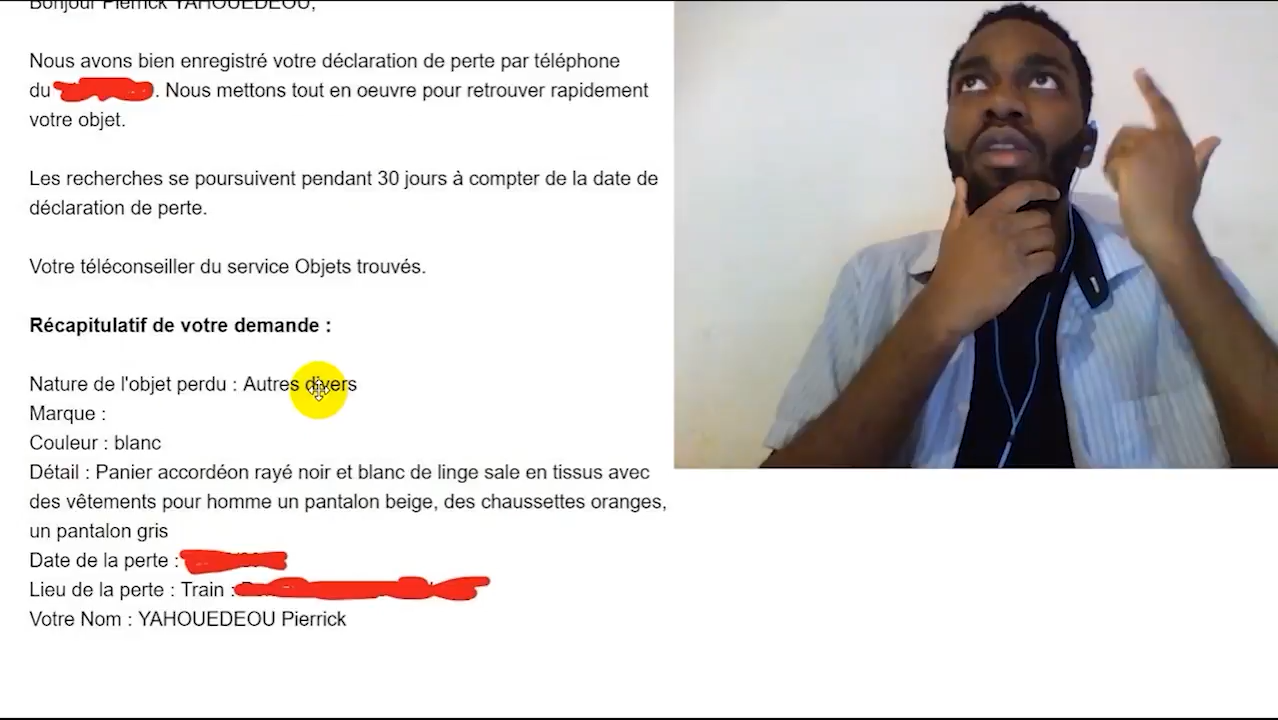 Bonjour Pierrick YAHOUEDEOU,
Nous avons bien enregistré votre déclaration de perte par téléphone
du . Nous mettons tout en oeuvre pour retrouver rapidement
votre objet.
Les recherches se poursuivent pendant 30 jours à compter de la date de
déclaration de perte.
Votre téléconseiller du service Objets trouvés.
Récapitulatif de votre demande :
Nature de l'objet perdu : Autres divers
Marque :
Couleur : blanc
Détail : Panier accordéon rayé noir et blanc de linge sale en tissus avec
des vêtements pour homme un pantalon beige, des chaussettes oranges,
un pantalon gris
Date de la perte :
Lieu de la perte : Train :
Votre Nom : YAHOUEDEOU Pierrick